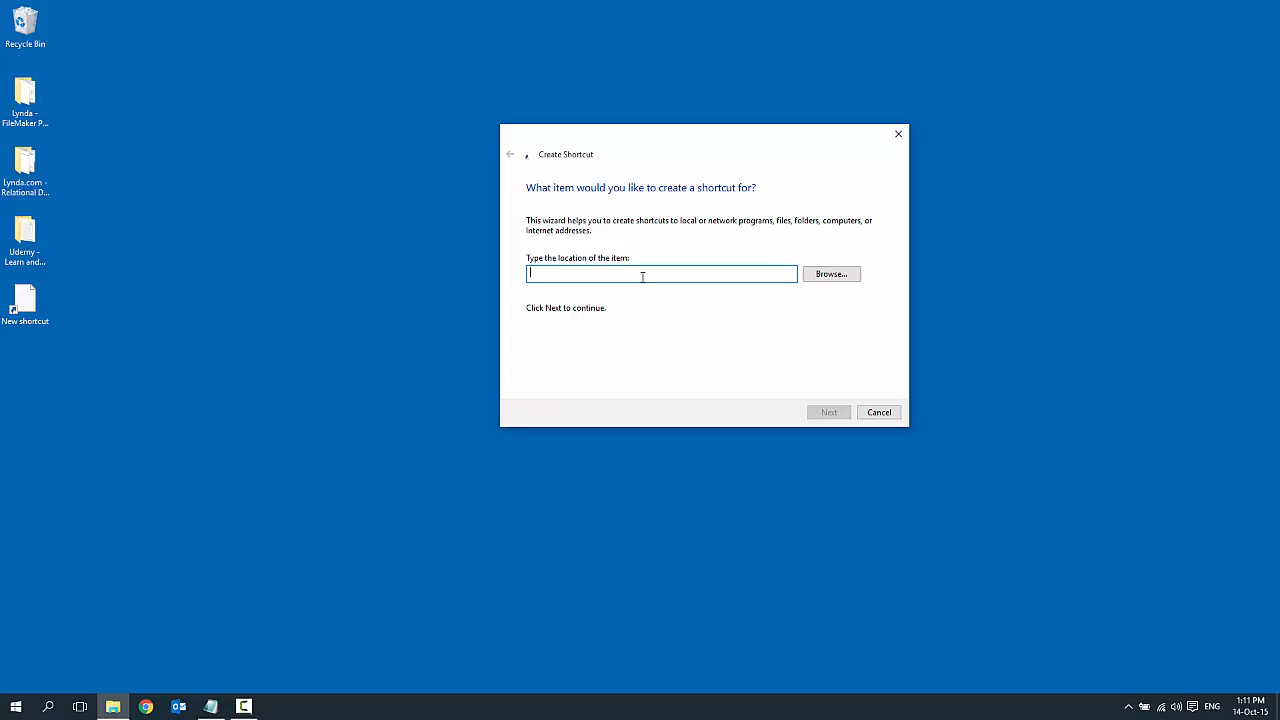 Recycle Bin
Lynda -
FileMaker P...
Lynda.com -
Relational D...
Udemy -
Learn and...
New shortcut
Create Shortcut
What item would you like to create a shortcut for?
This wizard helps you to create shortcuts to local or network programs, files, folders, computers, or
Internet addresses.
Type the location of the item:
Browse...
Click Next to continue.
Next
Cancel
ENG
1:11 PM
14-Oct-15